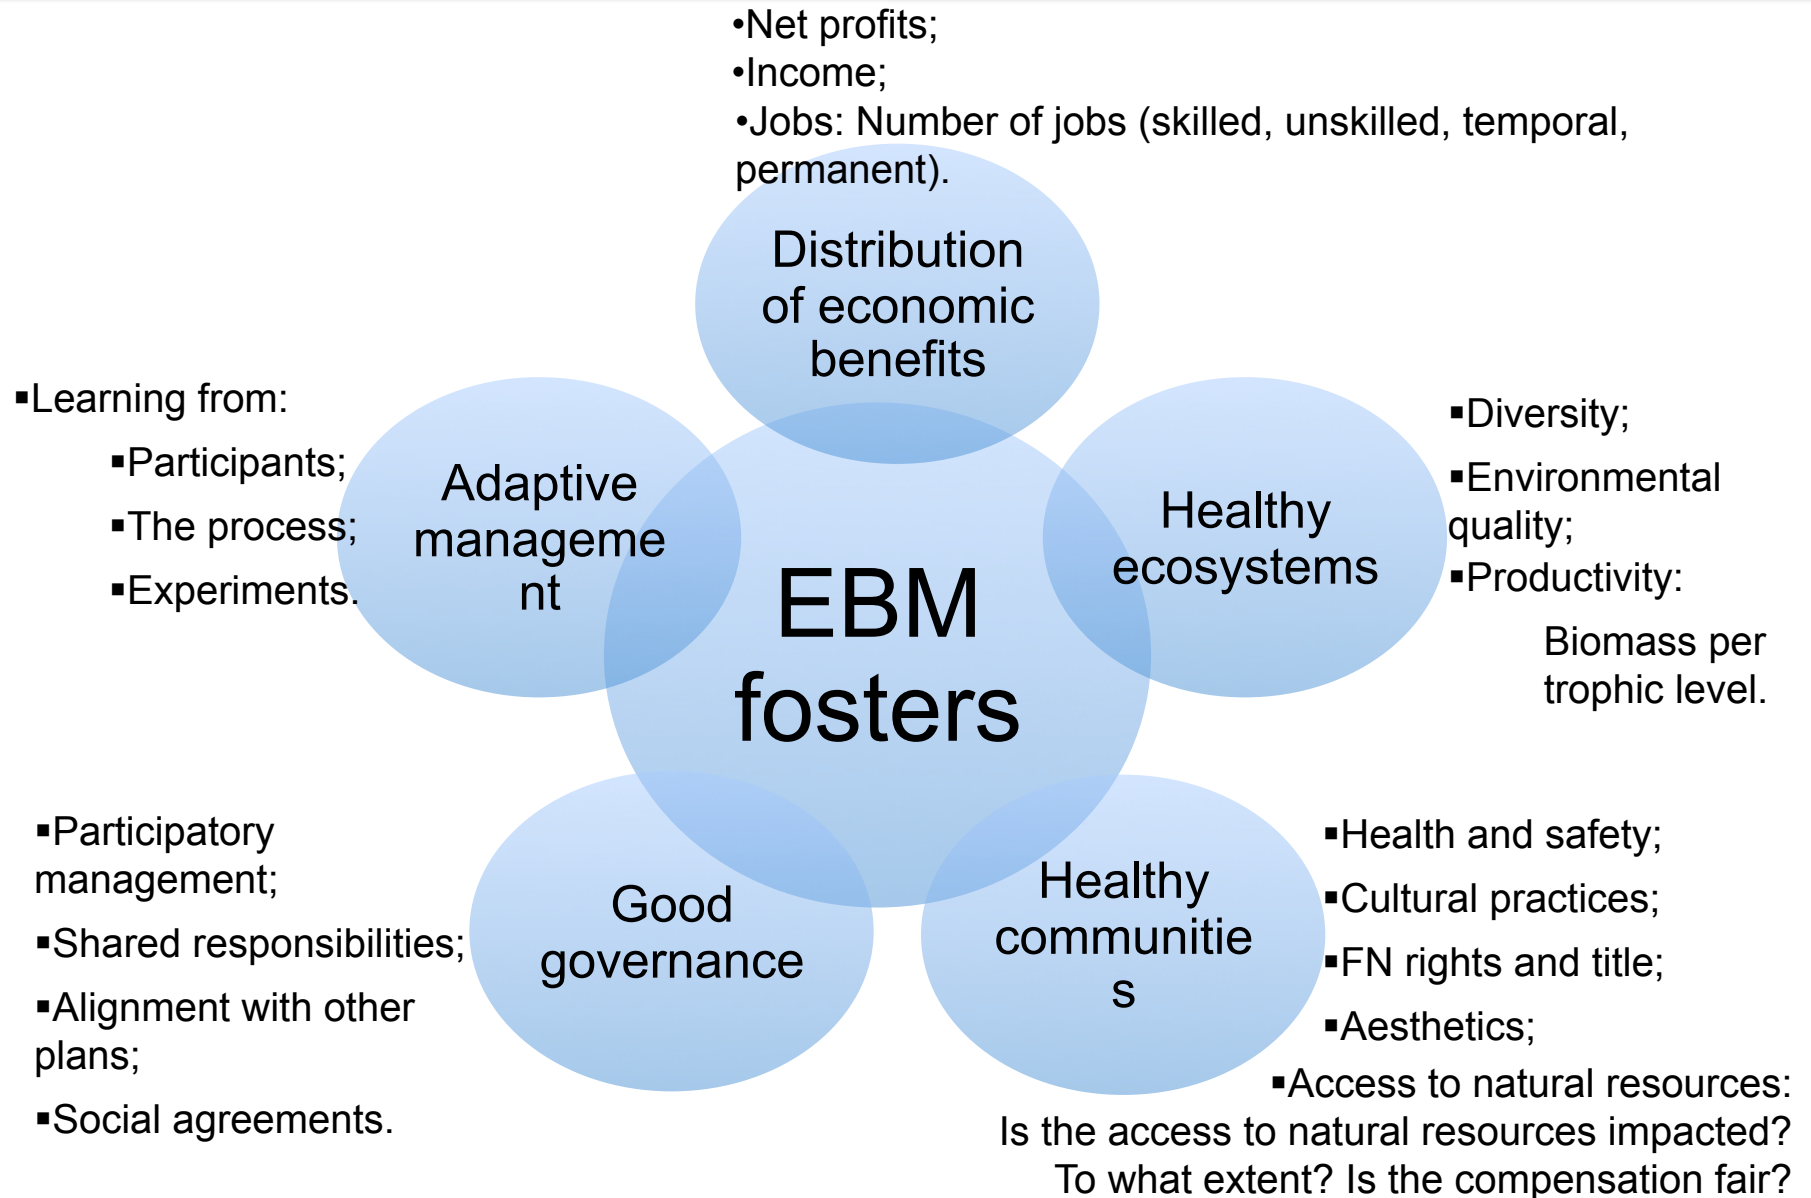 •Net profits;
•Income;
•Jobs: Number of jobs (skilled, unskilled, temporal,
permanent).
Distribution
of economic
benefits
▪Learning from:
▪Participants;
▪The process;
▪Experiments.
Adaptive
manageme
nt
EBM
fosters
Healthy
ecosystems
▪Diversity;
▪Environmental
quality;
▪Productivity:
Biomass per
trophic level.
▪Participatory
management;
▪Shared responsibilities;
▪Alignment with other
plans;
▪Social agreements.
Good
governance
Healthy
communitie
s
▪Health and safety;
▪Cultural practices;
▪FN rights and title;
▪Aesthetics;
▪Access to natural resources:
Is the access to natural resources impacted?
To what extent? Is the compensation fair?